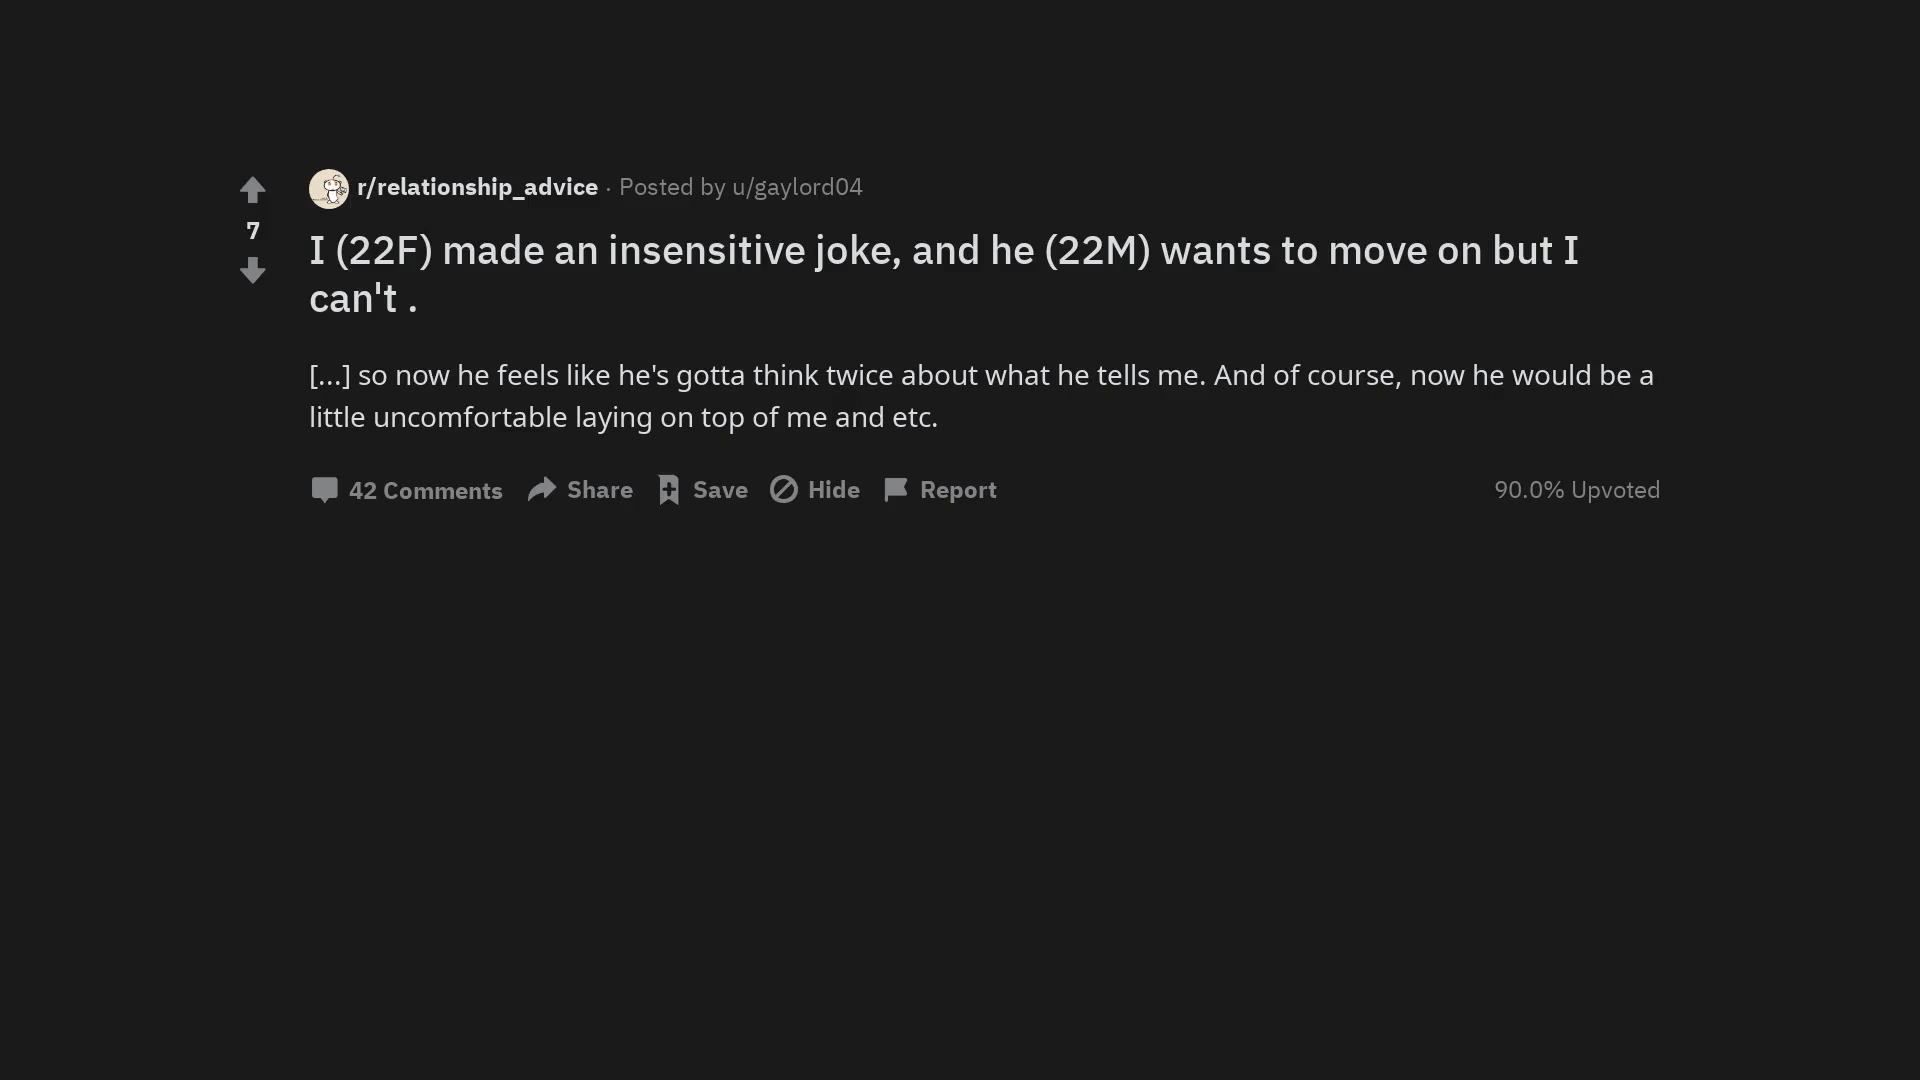 r/relationship_advice · Posted by u/gaylord04
7
I (22F) made an insensitive joke, and he (22M) wants to move on but I
can't .
[...] so now he feels like he's gotta think twice about what he tells me. And of course, now he would be a
little uncomfortable laying on top of me and etc.
42 Comments Share Save Hide Report 90.0% Upvoted